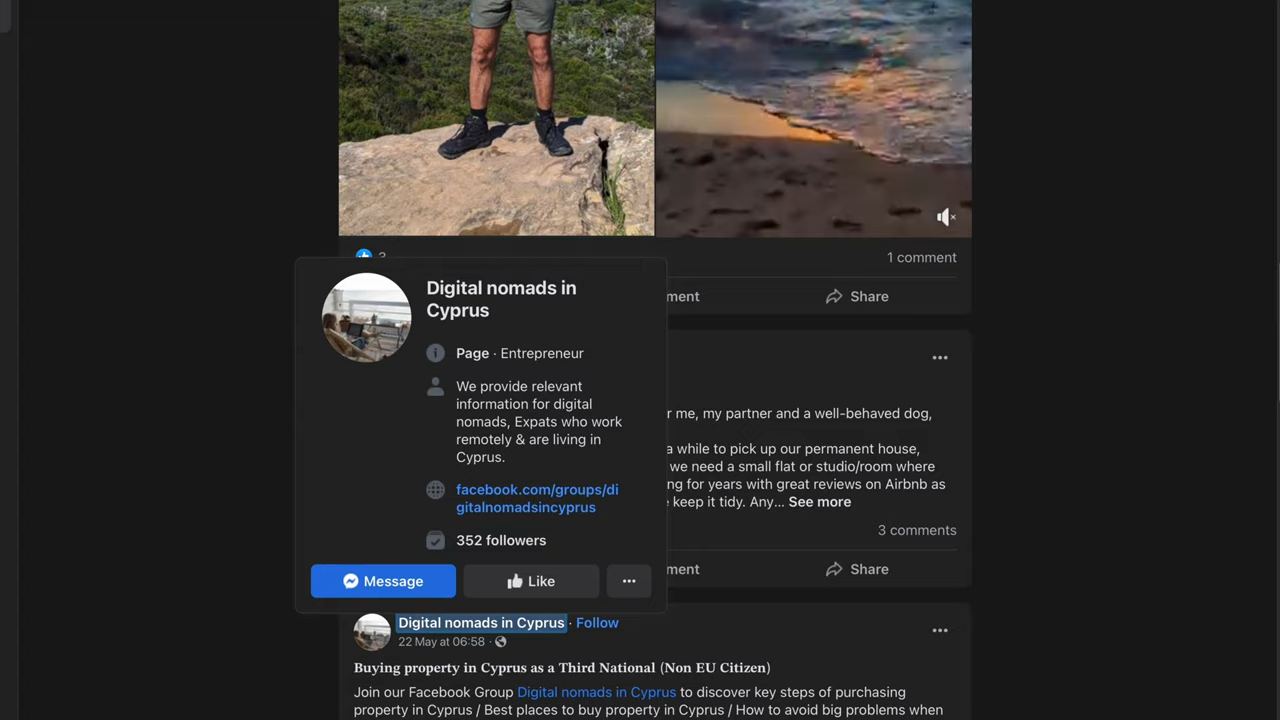 3
1 comment
ment
Share
Digital nomads in
Cyprus
Page · Entrepreneur
We provide relevant
information for digital
nomads, Expats who work
remotely & are living in
Cyprus.
facebook.com/groups/di
gitalnomadsincyprus
352 followers
Message
Like
r me, my partner and a well-behaved dog,
a while to pick up our permanent house,
we need a small flat or studio/room where
ng for years with great reviews on Airbnb as
keep it tidy. Any... See more
3 comments
ment
Share
Digital nomads in Cyprus · Follow
22 May at 06:58 ·
Buying property in Cyprus as a Third National (Non EU Citizen)
Join our Facebook Group Digital nomads in Cyprus to discover key steps of purchasing
property in Cyprus / Best places to buy property in Cyprus / How to avoid big problems when